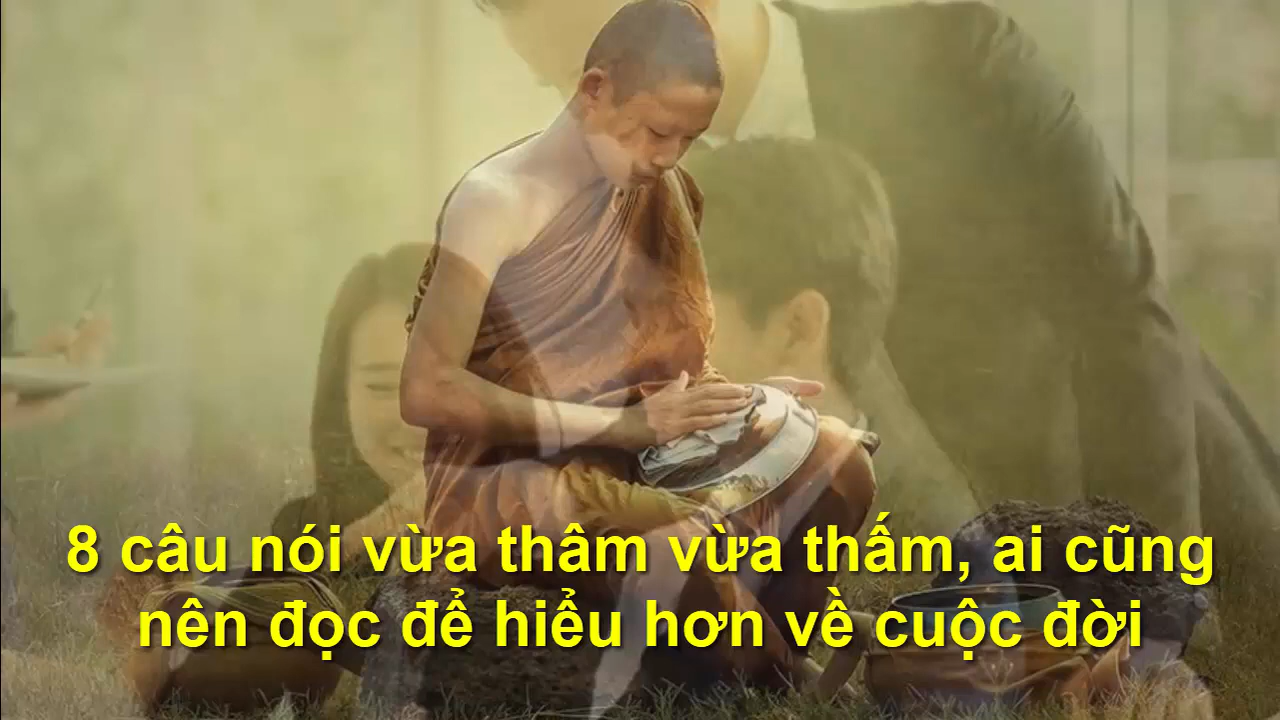 8 câu nói vừa thâm vừa thấm, ai cũng
nên đọc để hiểu hơn về cuộc đời